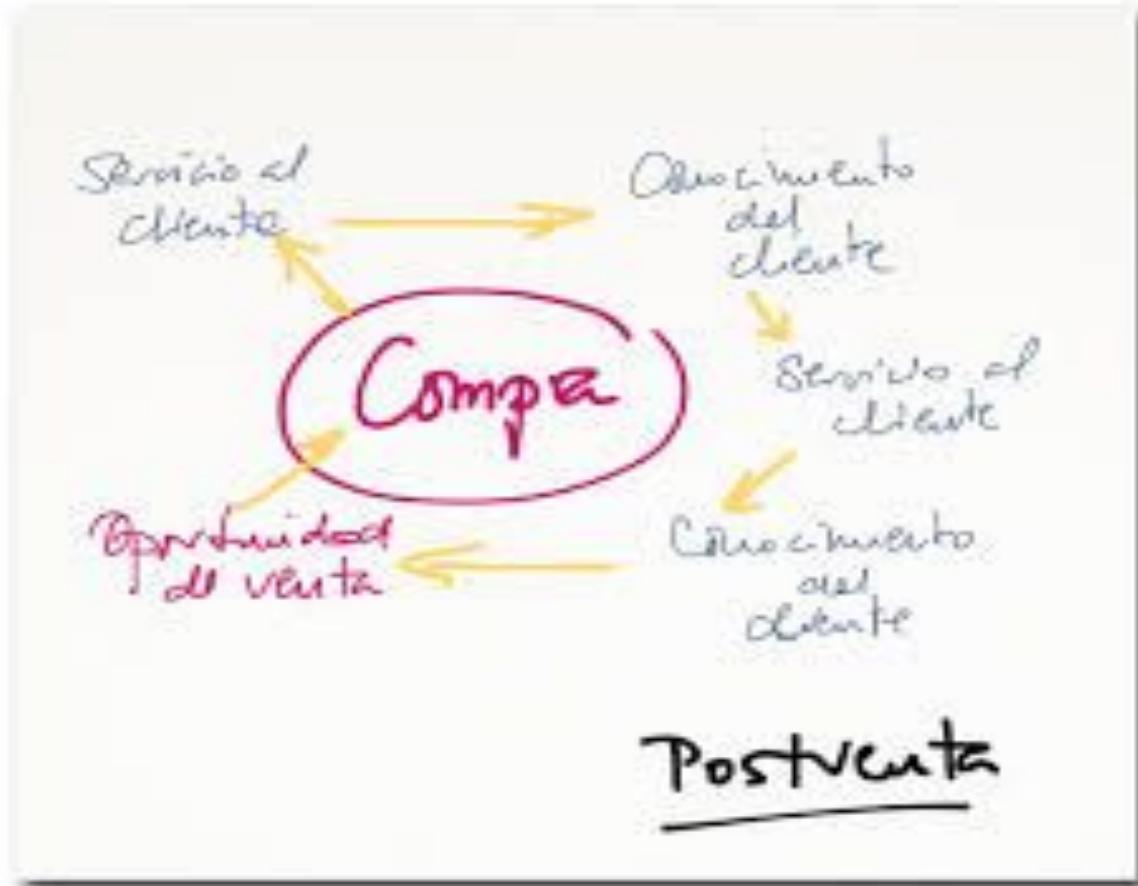 Servicio al
cliente
Conocimiento
del
cliente
Compra
Servicio al
cliente
Oportunidad
de venta
Conocimiento
del
cliente
Postventa